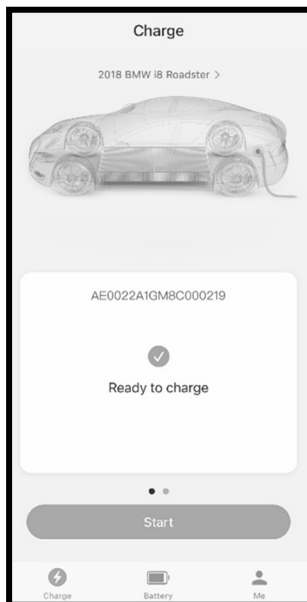 Charge
2018 BMW i8 Roadster >
AE0022A1GM8C000219
Ready to charge
Start
Charge
Battery
Me